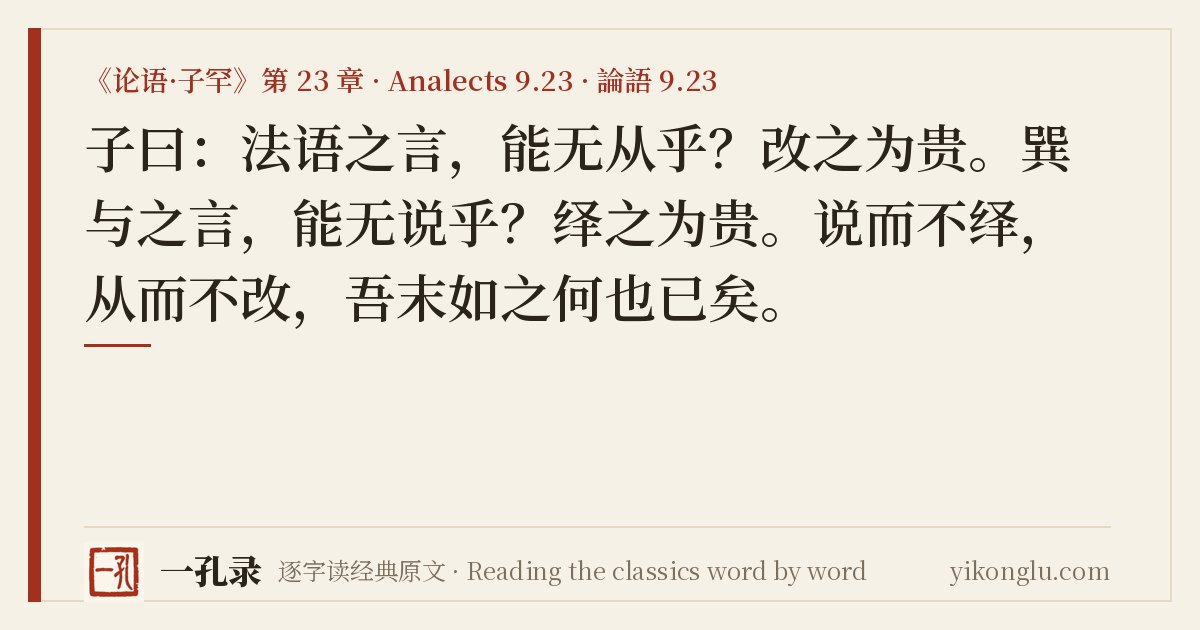 《论语·子罕》第 23 章 · Analects 9.23 · 論語 9.23
子曰：法语之言，能无从乎？改之为贵。巽
与之言，能无说乎？绎之为贵。说而不绎，
从而不改，吾末如之何也已矣。
一孔
一孔录 逐字读经典原文 · Reading the classics word by word yikonglu.com